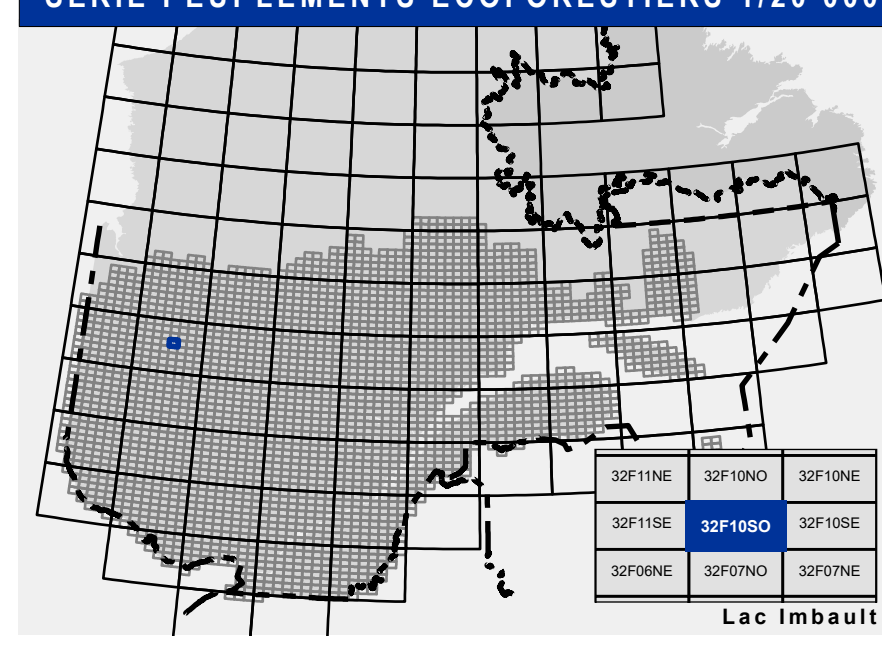 SÉRIE PEUPLEMENTS ÉCOFORESTIERS 1/20 000
32F11NE 32F10NO 32F10NE
32F11SE 32F10SO 32F10SE
32F06NE 32F07NO 32F07NE
Lac Imbault